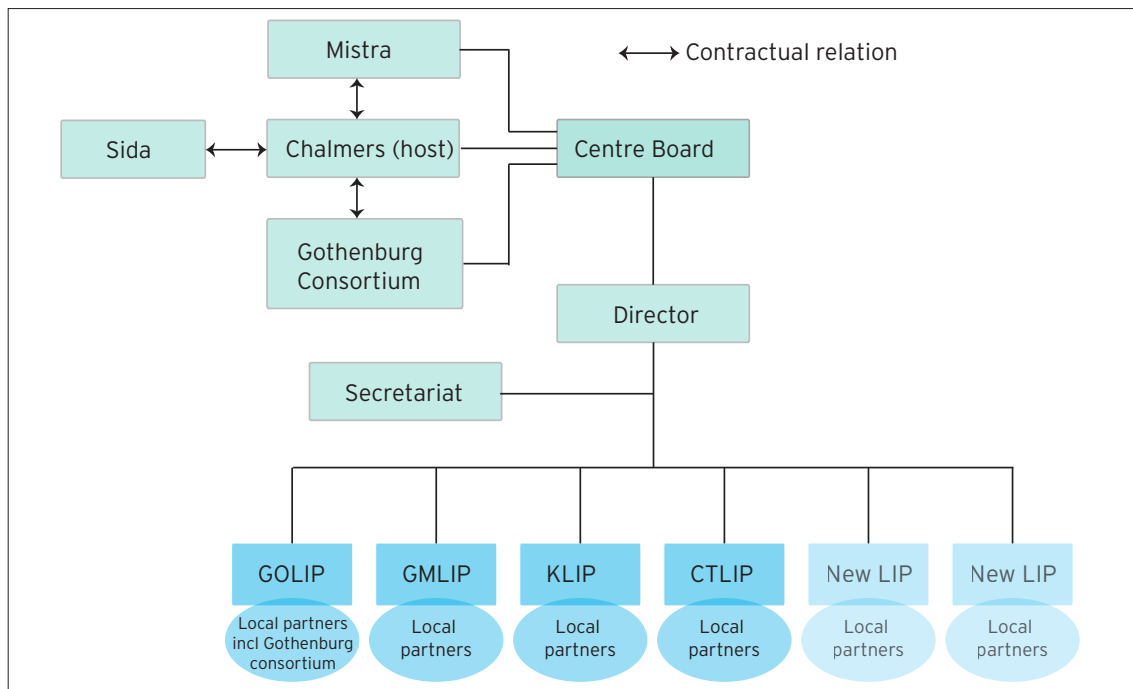 Mistra
Contractual relation
Sida
Chalmers (host)
Centre Board
Gothenburg
Consortium
Director
Secretariat
GOLIP
GMLIP
KLIP
CTLIP
New LIP
New LIP
Local partners
incl Gothenburg
consortium
Local
partners
Local
partners
Local
partners
Local
partners
Local
partners